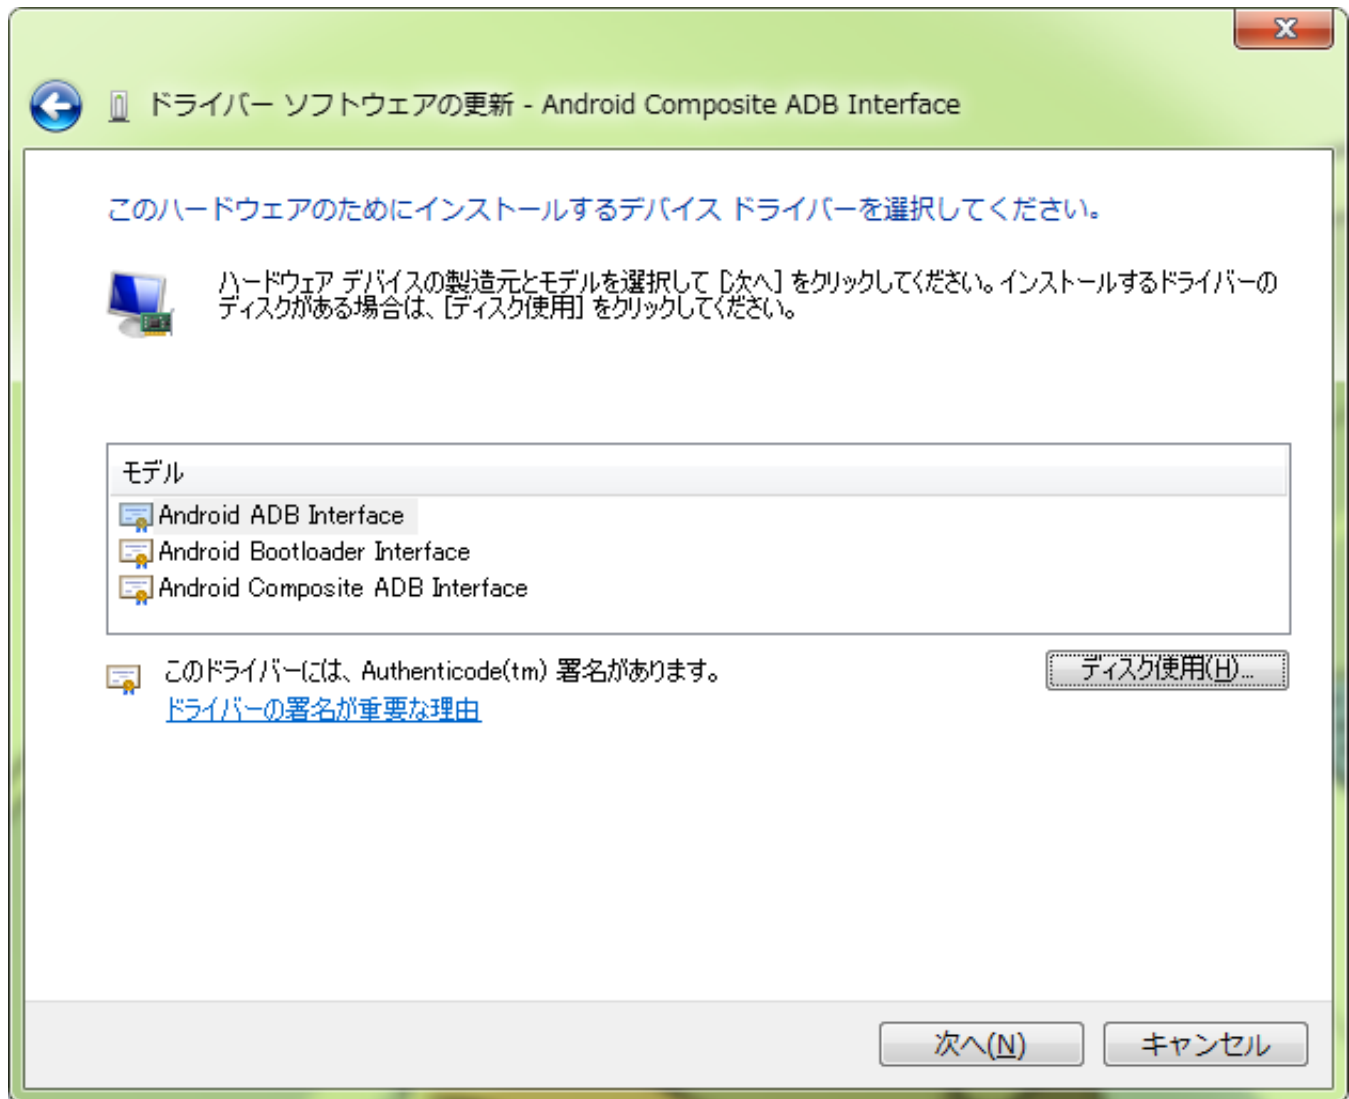 ドライバー ソフトウェアの更新 - Android Composite ADB Interface
このハードウェアのためにインストールするデバイス ドライバーを選択してください。
ハードウェア デバイスの製造元とモデルを選択して [次へ] をクリックしてください。インストールするドライバーの
ディスクがある場合は、[ディスク使用] をクリックしてください。
モデル
Android ADB Interface
Android Bootloader Interface
Android Composite ADB Interface
このドライバーには、Authenticode(tm) 署名があります。
ディスク使用(H)...
ドライバーの署名が重要な理由
次へ(N)
キャンセル